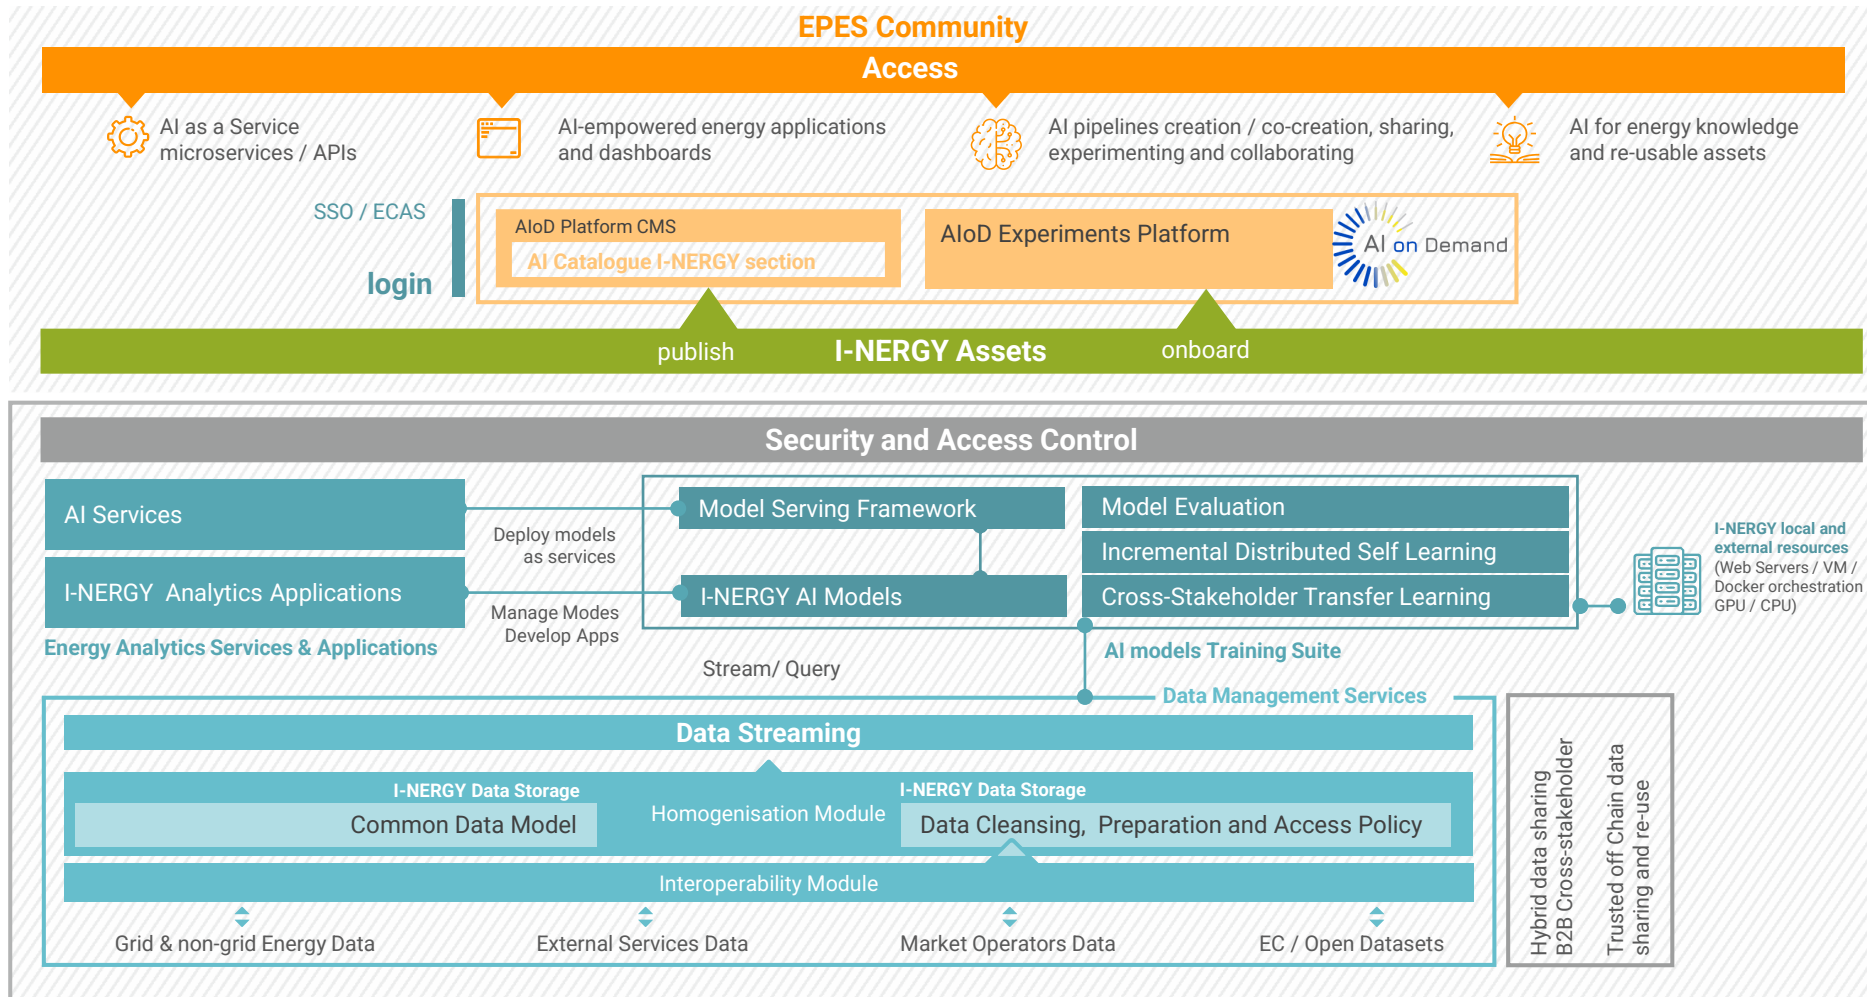 EPES Community
Access
AI as a Service
microservices / APIs
AI-empowered energy applications
and dashboards
AI pipelines creation / co-creation, sharing,
experimenting and collaborating
AI for energy knowledge
and re-usable assets
SSO / ECAS
login
AIoD Platform CMS
AI Catalogue I-NERGY section
AIoD Experiments Platform
AI on Demand
publish
I-NERGY Assets
onboard
Security and Access Control
AI Services
I-NERGY Analytics Applications
Energy Analytics Services & Applications
Deploy models
as services
Manage Modes
Develop Apps
Model Serving Framework
I-NERGY AI Models
Model Evaluation
Incremental Distributed Self Learning
Cross-Stakeholder Transfer Learning
AI models Training Suite
I-NERGY local and
external resources
(Web Servers / VM /
Docker orchestration
GPU / CPU)
Stream/ Query
Data Management Services
Data Streaming
I-NERGY Data Storage
Common Data Model
Homogenisation Module
I-NERGY Data Storage
Data Cleansing, Preparation and Access Policy
Interoperability Module
Grid & non-grid Energy Data
External Services Data
Market Operators Data
EC / Open Datasets
Hybrid data sharing
B2B Cross-stakeholder
Trusted off Chain data
sharing and re-use